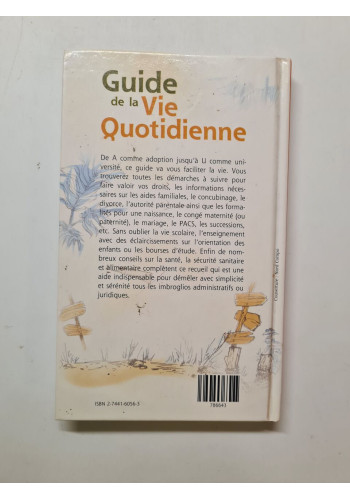 Guide
de la Vie
Quotidienne
De A comme adoption jusqu'à U comme uni-
versité, ce guide va vous faciliter la vie. Vous
trouverez toutes les démarches à suivre pour
faire valoir vos droits, les informations néces-
saires sur les aides familiales, le concubinage, le
divorce, l'autorité parentale ainsi que les forma-
lités pour une naissance, le congé maternité (ou
paternité), le mariage, le PACS, les successions,
etc. Sans oublier la vie scolaire, l'enseignement
avec des éclaircissements sur l'orientation des
enfants ou les bourses d'étude. Enfin de nom-
breux conseils sur la santé, la sécurité sanitaire
et alimentaire complètent ce recueil qui est une
aide indispensable pour démêler avec simplicité
et sérénité tous les imbroglios administratifs ou
juridiques.
ISBN 2-7441-6056-3